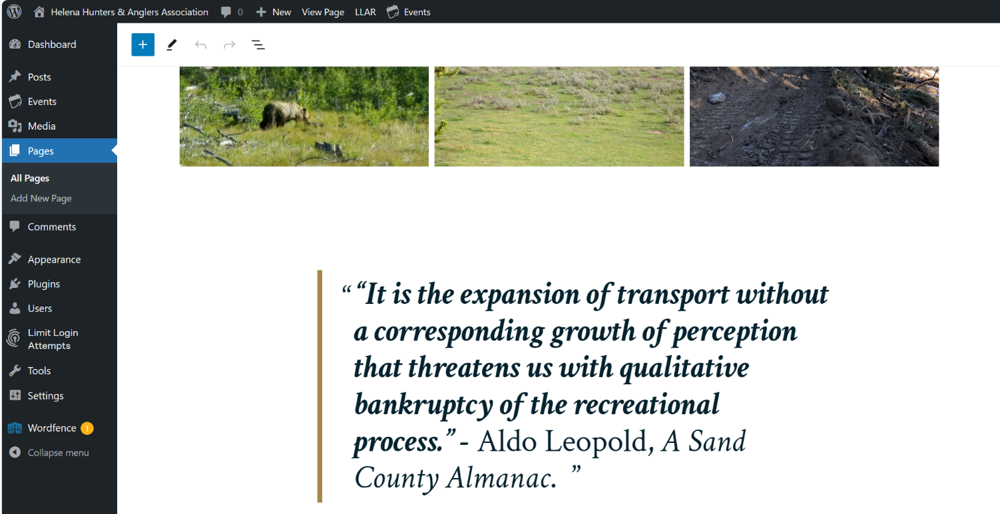 Helena Hunters & Anglers Association 0 New View Page LLAR Events
Dashboard
Posts
Events
Media
Pages
All Pages
Add New Page
Comments
Appearance
Plugins
Users
Limit Login
Attempts
Tools
Settings
Wordfence 1
Collapse menu
“ “It is the expansion of transport without
a corresponding growth of perception
that threatens us with qualitative
bankruptcy of the recreational
process.” - Aldo Leopold, A Sand
County Almanac. ”